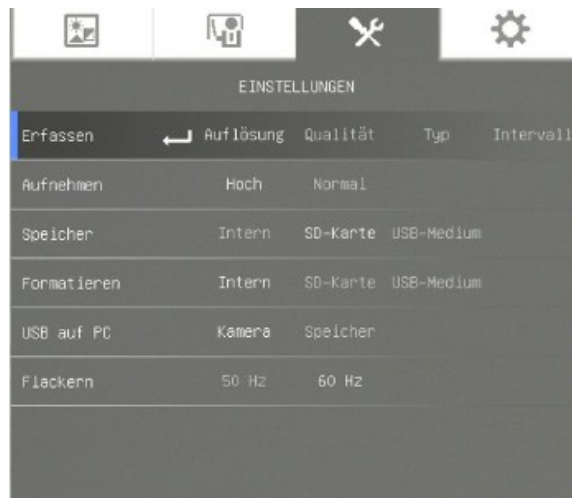 EINSTELLUNGEN
Erfassen Auflösung Qualität Typ Intervall
Aufnehmen Hoch Normal
Speicher Intern SD-Karte USB-Medium
Formatieren Intern SD-Karte USB-Medium
USB auf PC Kamera Speicher
Flackern 50 Hz 60 Hz